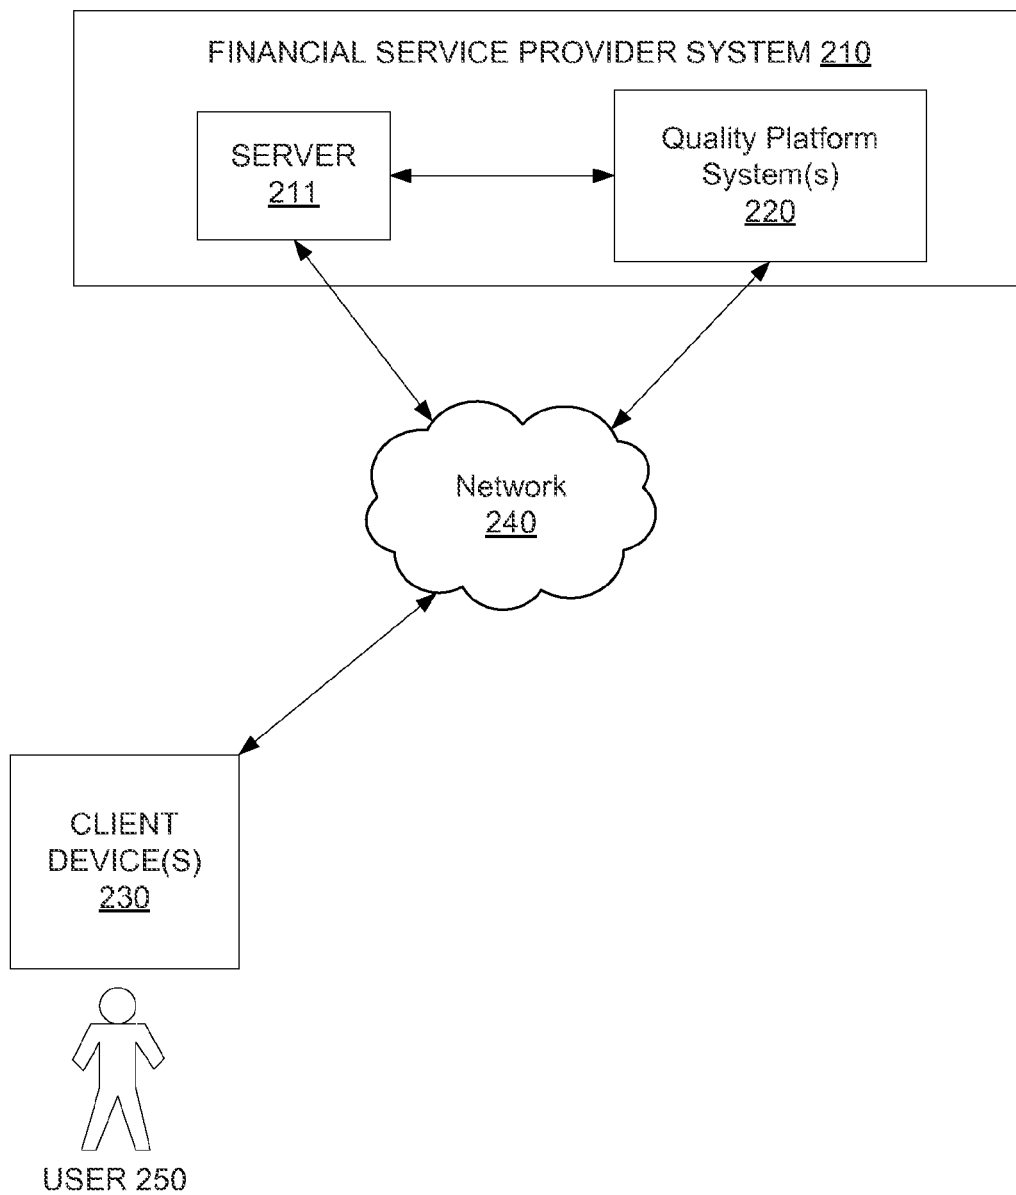 FINANCIAL SERVICE PROVIDER SYSTEM 210
SERVER
211
Quality Platform
System(s)
220
Network
240
CLIENT
DEVICE(S)
230
USER 250